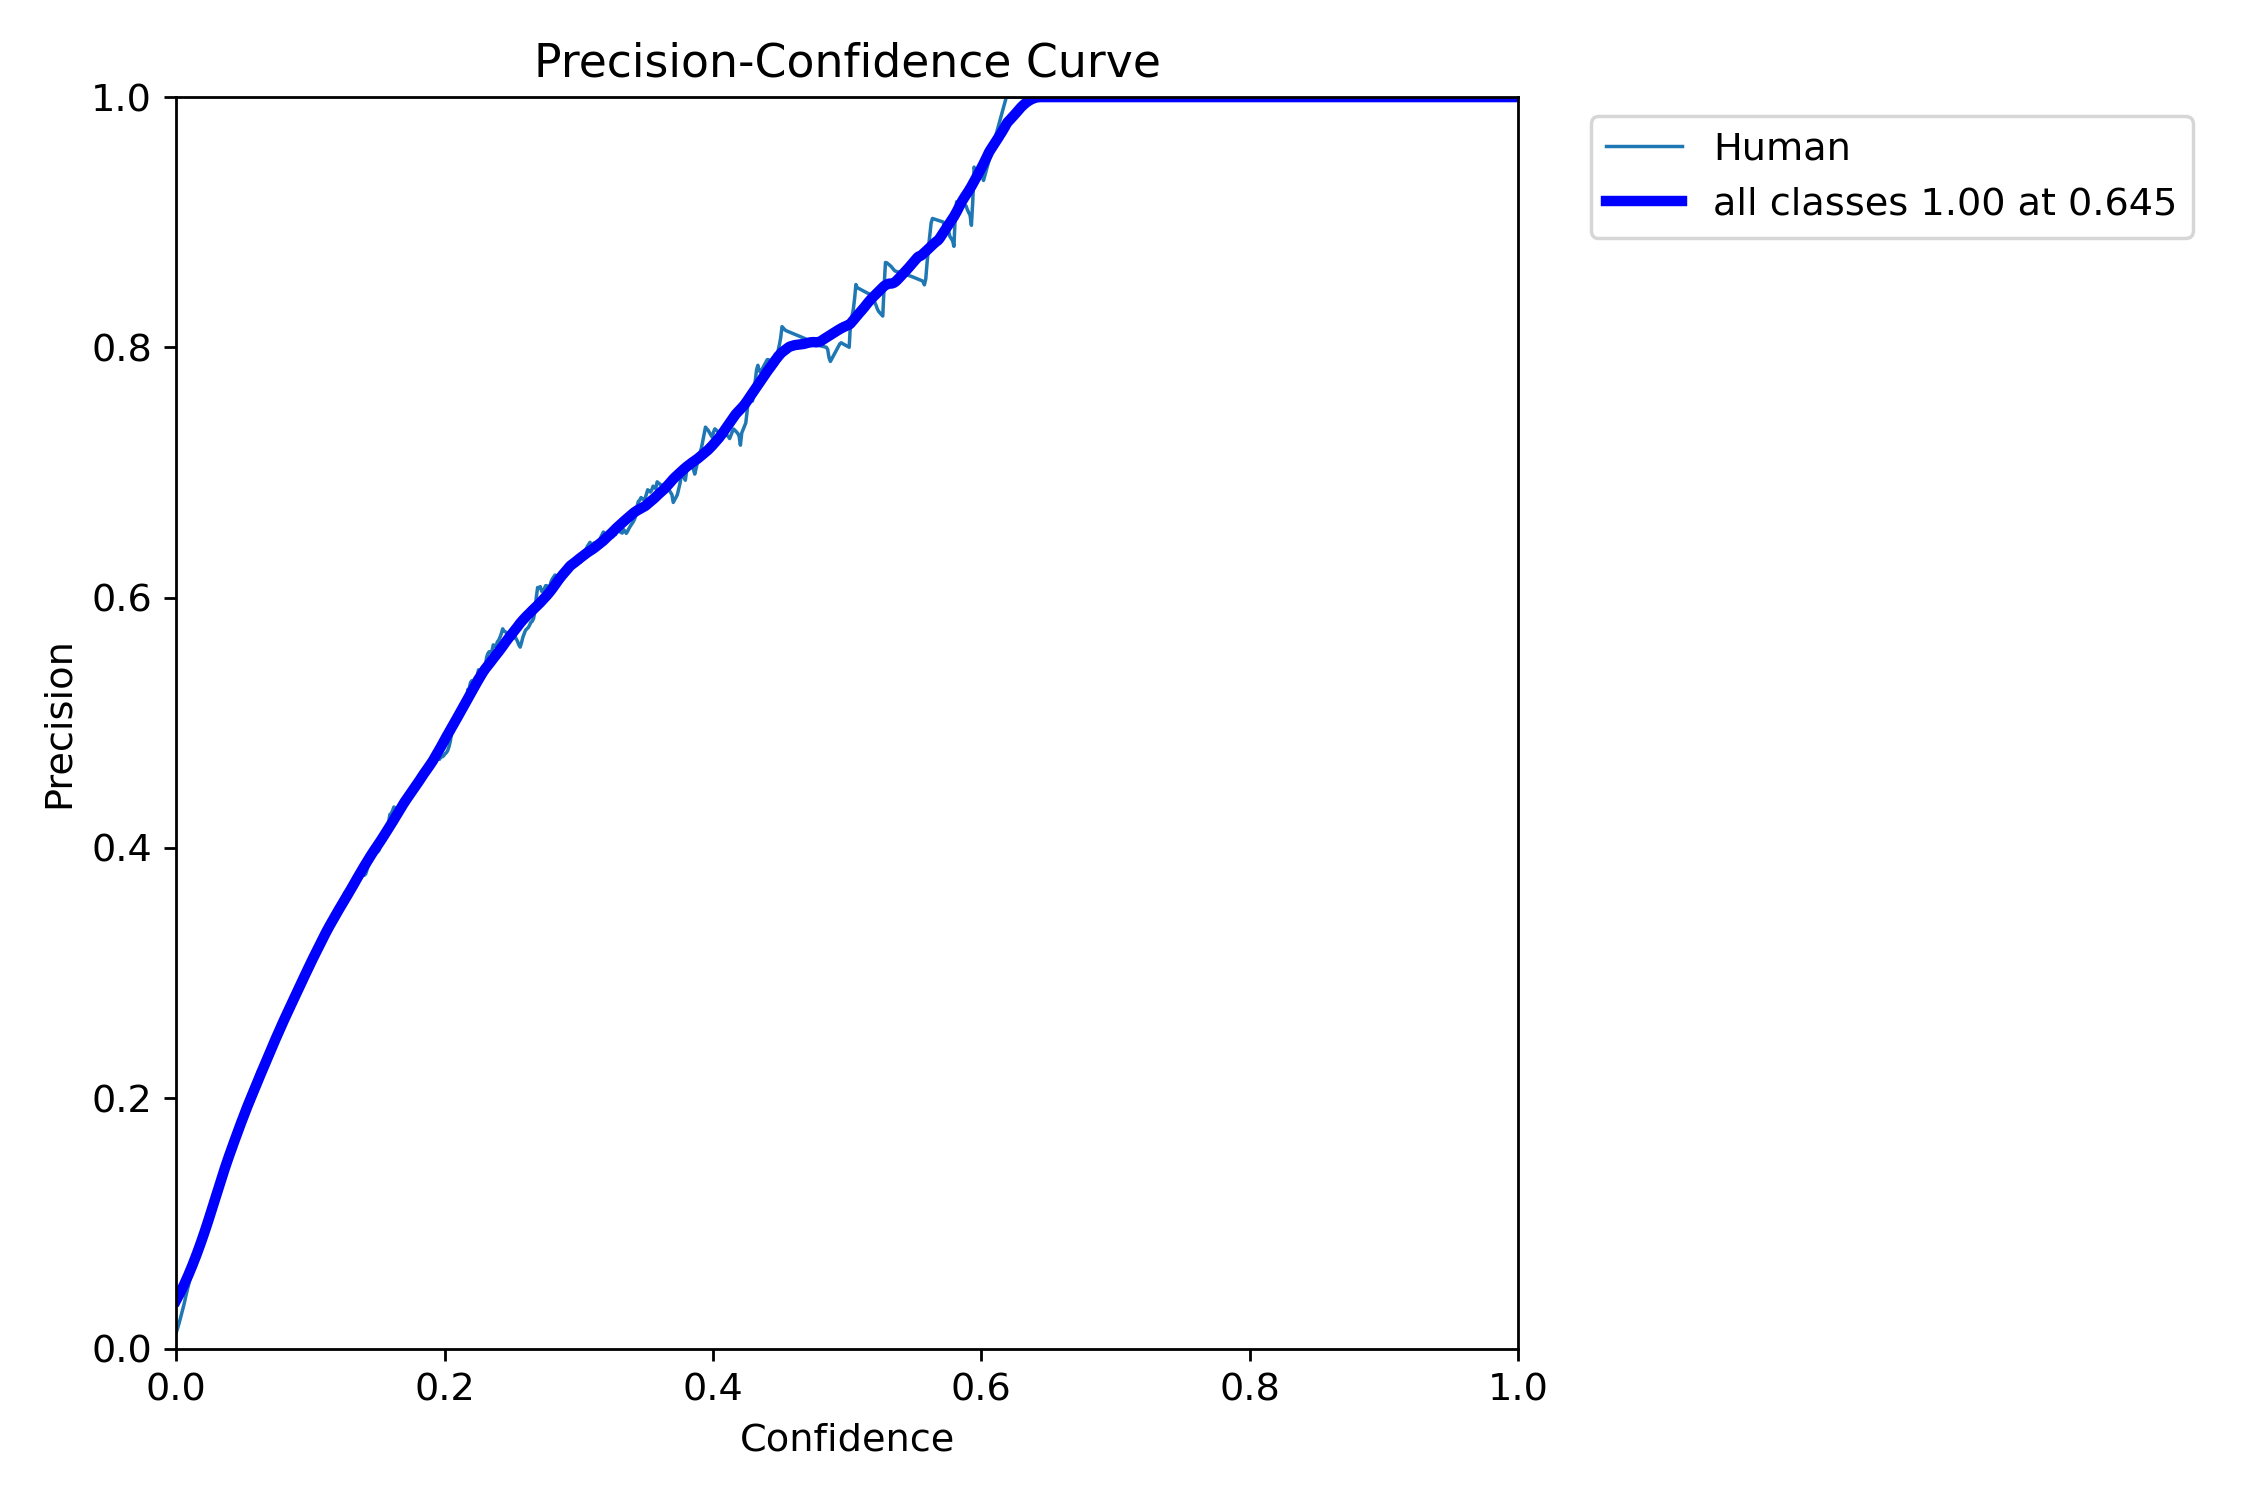 Precision-Confidence Curve
1.0
0.8
0.6
0.4
0.2
0.0
Precision
0.0 0.2 0.4 0.6 0.8 1.0
Confidence
Human
all classes 1.00 at 0.645